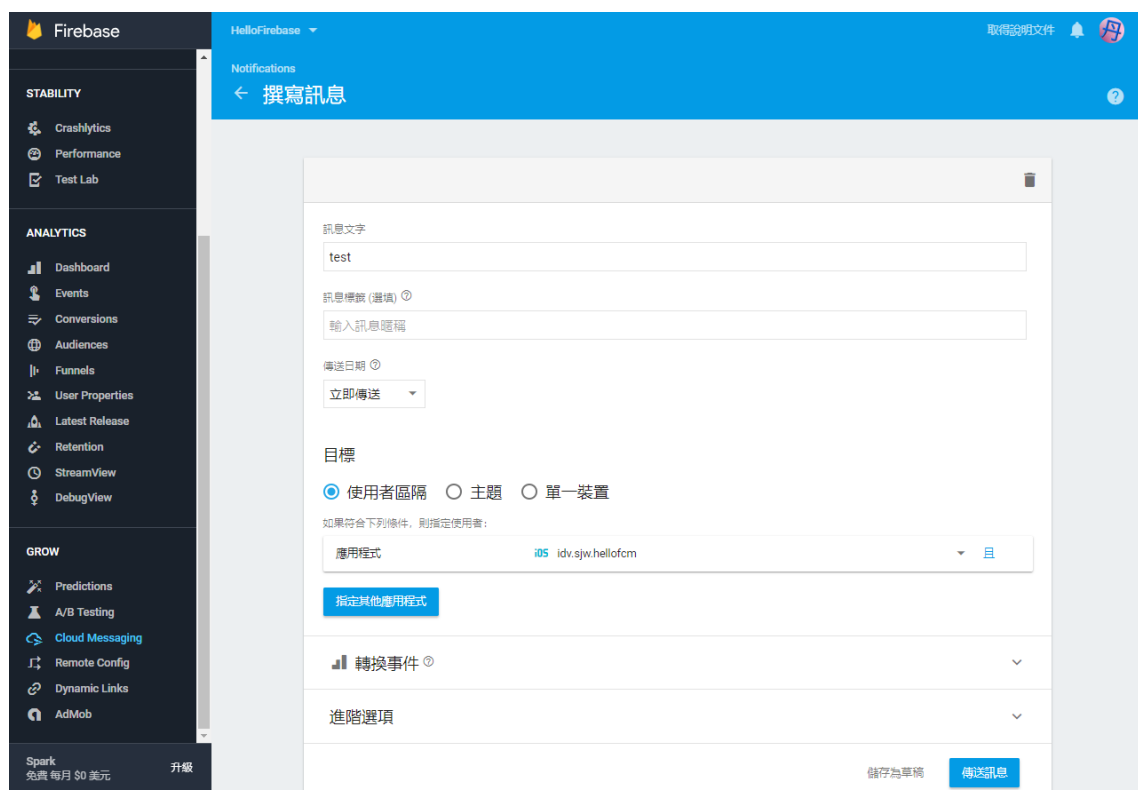 Firebase
HelloFirebase
取得說明文件
丹
Notifications
撰寫訊息
STABILITY
Crashlytics
Performance
Test Lab
ANALYTICS
Dashboard
Events
Conversions
Audiences
Funnels
User Properties
Latest Release
Retention
StreamView
DebugView
GROW
Predictions
A/B Testing
Cloud Messaging
Remote Config
Dynamic Links
AdMob
Spark
免費 每月 $0 美元
升級
訊息文字
test
訊息標籤 (選填)
輸入訊息暱稱
傳送日期
立即傳送
目標
使用者區隔 主題 單一裝置
如果符合下列條件，則指定使用者：
應用程式 iOS idv.sjw.hellofcm 且
指定其他應用程式
轉換事件
進階選項
儲存為草稿 傳送訊息